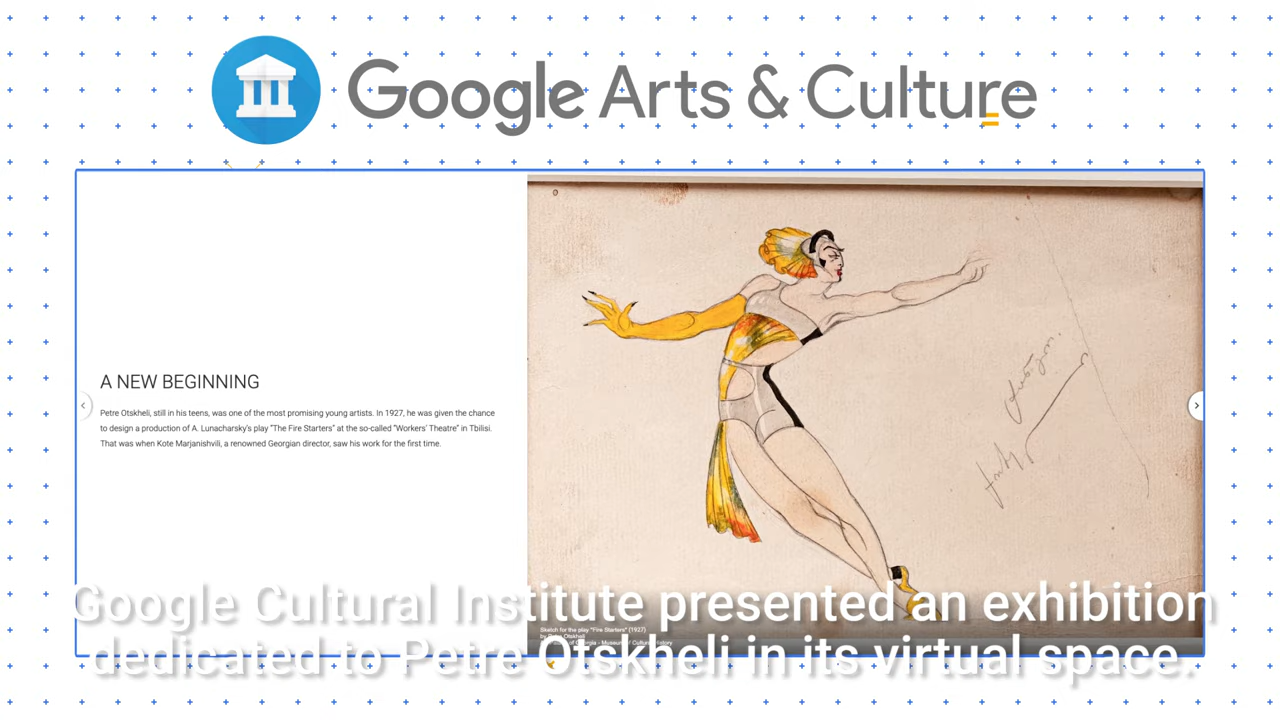 Google Arts & Culture
A NEW BEGINNING
Petre Otskheli, still in his teens, was one of the most promising young artists. In 1927, he was given the chance
to design a production of A. Lunacharsky's play "The Fire Starters" at the so-called "Workers' Theatre" in Tbilisi.
That was when Kote Marjanishvili, a renowned Georgian director, saw his work for the first time.
Sketch for the play "Fire Starters" (1927)
by Petre Otskheli
Google Cultural Institute presented an exhibition
dedicated to Petre Otskheli in its virtual space.